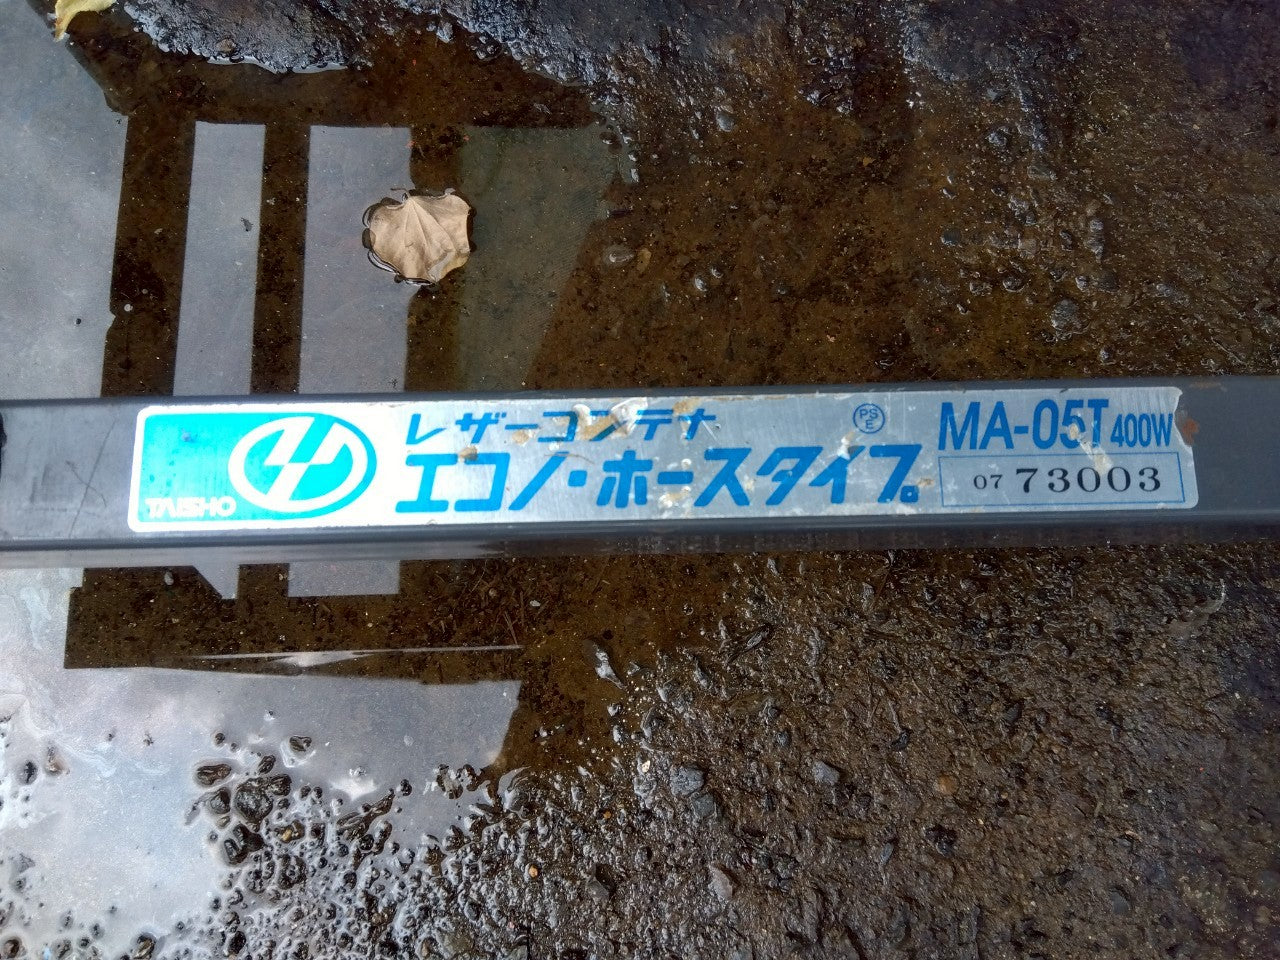 TAISHO
レザーコンテナ
エコノ・ホースタイプ
PS
E
MA-05T 400W
07 73003